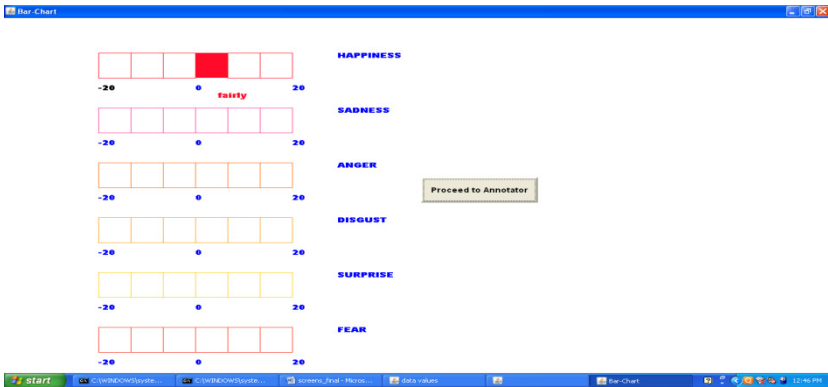 Bar-Chart
HAPPINESS
-20 0 20
fairly
SADNESS
-20 0 20
ANGER
Proceed to Annotator
-20 0 20
DISGUST
-20 0 20
SURPRISE
-20 0 20
FEAR
-20 0 20
start C:\WINDOWS\syste... C:\WINDOWS\syste... screens_final - Micros... data values Bar-Chart 12:46 PM